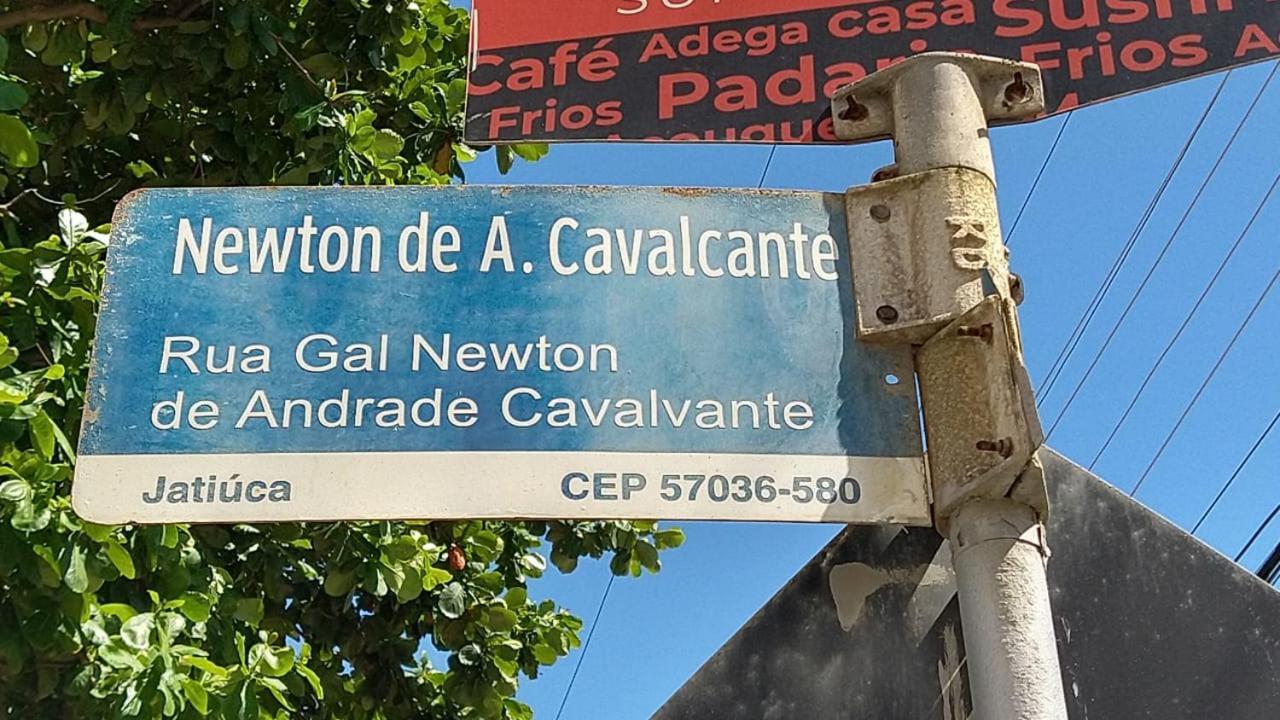 Café Adega casa Sushi
Frios Padaria Frios
Açougue
Newton de A. Cavalcante
Rua Gal Newton
de Andrade Cavalvante
Jatiúca CEP 57036-580